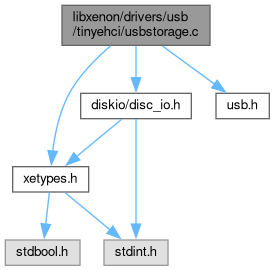 libxenon/drivers/usb
/tinyehci/usbstorage.c
diskio/disc_io.h
usb.h
xetypes.h
stdbool.h
stdint.h